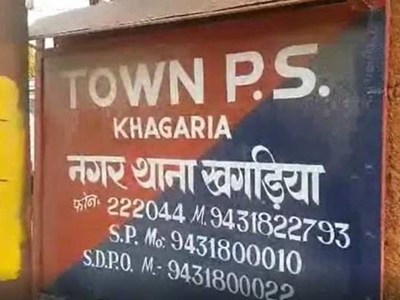 TOWN P.S.
KHAGARIA
नगर थाना खगड़िया
फोन. 222044 M. 9431822793
S.P. Mo: 9431800010
S.D.P.O. M.- 9431800022